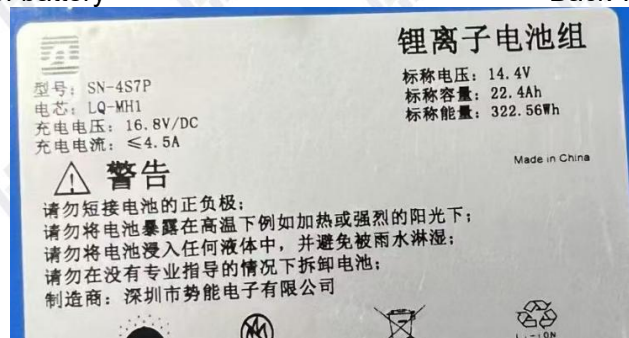 battery
锂离子电池组
型号: SN-4S7P
电芯: LQ-MH1
充电电压: 16.8V/DC
充电电流: ≤4.5A
标称电压: 14.4V
标称容量: 22.4Ah
标称能量: 322.56Wh
Made in China
警告
请勿短接电池的正负极;
请勿将电池暴露在高温下例如加热或强烈的阳光下;
请勿将电池浸入任何液体中, 并避免被雨水淋湿;
请勿在没有专业指导的情况下拆卸电池;
制造商: 深圳市势能电子有限公司
Li-ION